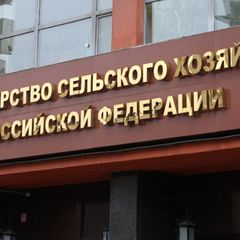 РСТВО СЕЛЬСКОГО ХОЗЯЙ
ССИЙСКОЙ ФЕДЕРАЦИИ